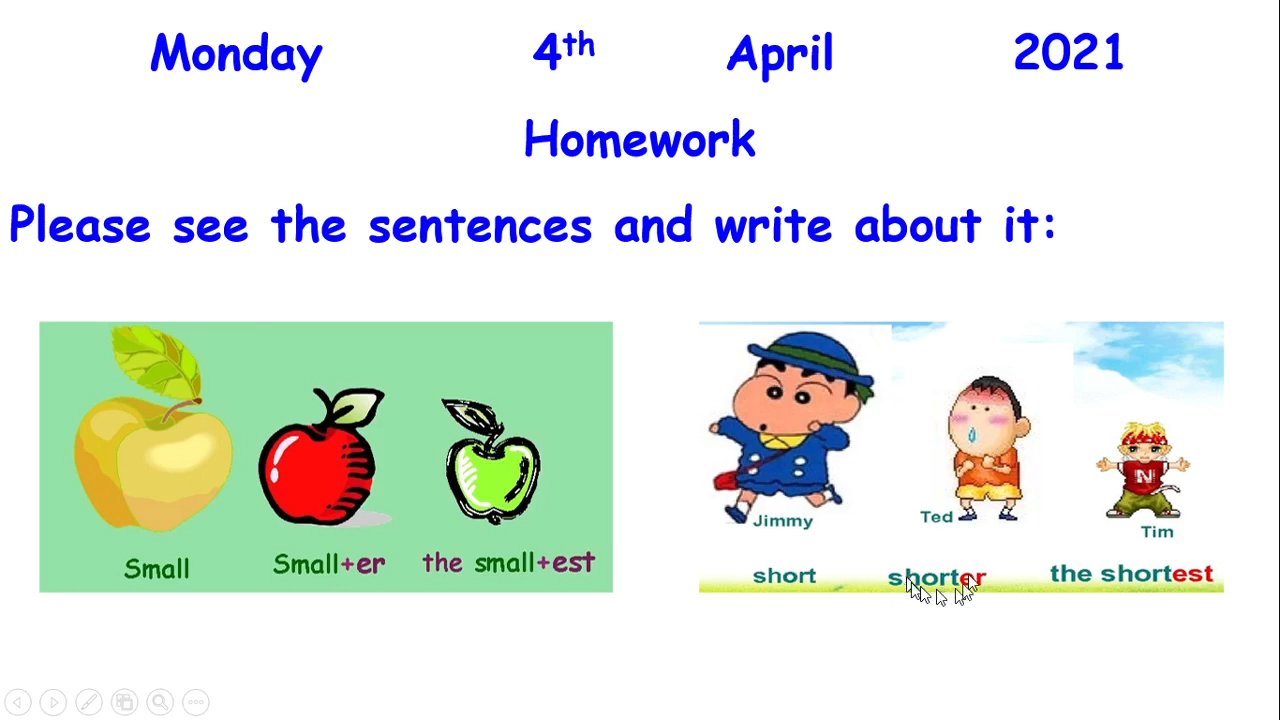 Monday 4th April 2021
Homework
Please see the sentences and write about it:
Small Small+er the small+est
N
Jimmy Ted Tim
short shorter the shortest